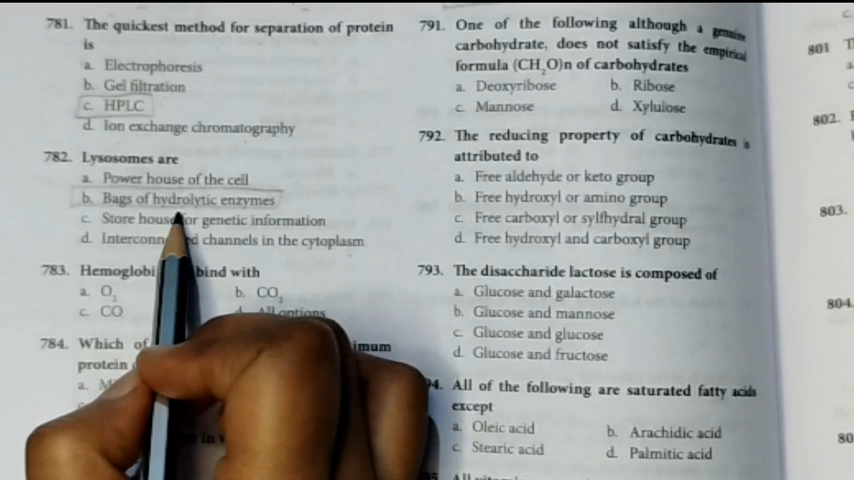 781. The quickest method for separation of protein
is
a. Electrophoresis
b. Gel filtration
c. HPLC
d. Ion exchange chromatography
782. Lysosomes are
a. Power house of the cell
b. Bags of hydrolytic enzymes
c. Store house for genetic information
d. channels in the cytoplasm
783. bind with
a. O2 b. CO2
c. CO d. All options
784. Which of
protein
a.
791. One of the following although a genuine
carbohydrate, does not satisfy the empirical
formula (CH2O)n of carbohydrates
a. Deoxyribose b. Ribose
c. Mannose d. Xylulose
792. The reducing property of carbohydrates is
attributed to
a. Free aldehyde or keto group
b. Free hydroxyl or amino group
c. Free carboxyl or sylfhydral group
d. Free hydroxyl and carboxyl group
793. The disaccharide lactose is composed of
a. Glucose and galactose
b. Glucose and mannose
c. Glucose and glucose
d. Glucose and fructose
94. All of the following are saturated fatty acids
except
a. Oleic acid b. Arachidic acid
c. Stearic acid d. Palmitic acid
c.
801
a.
802.
803.
804.
80